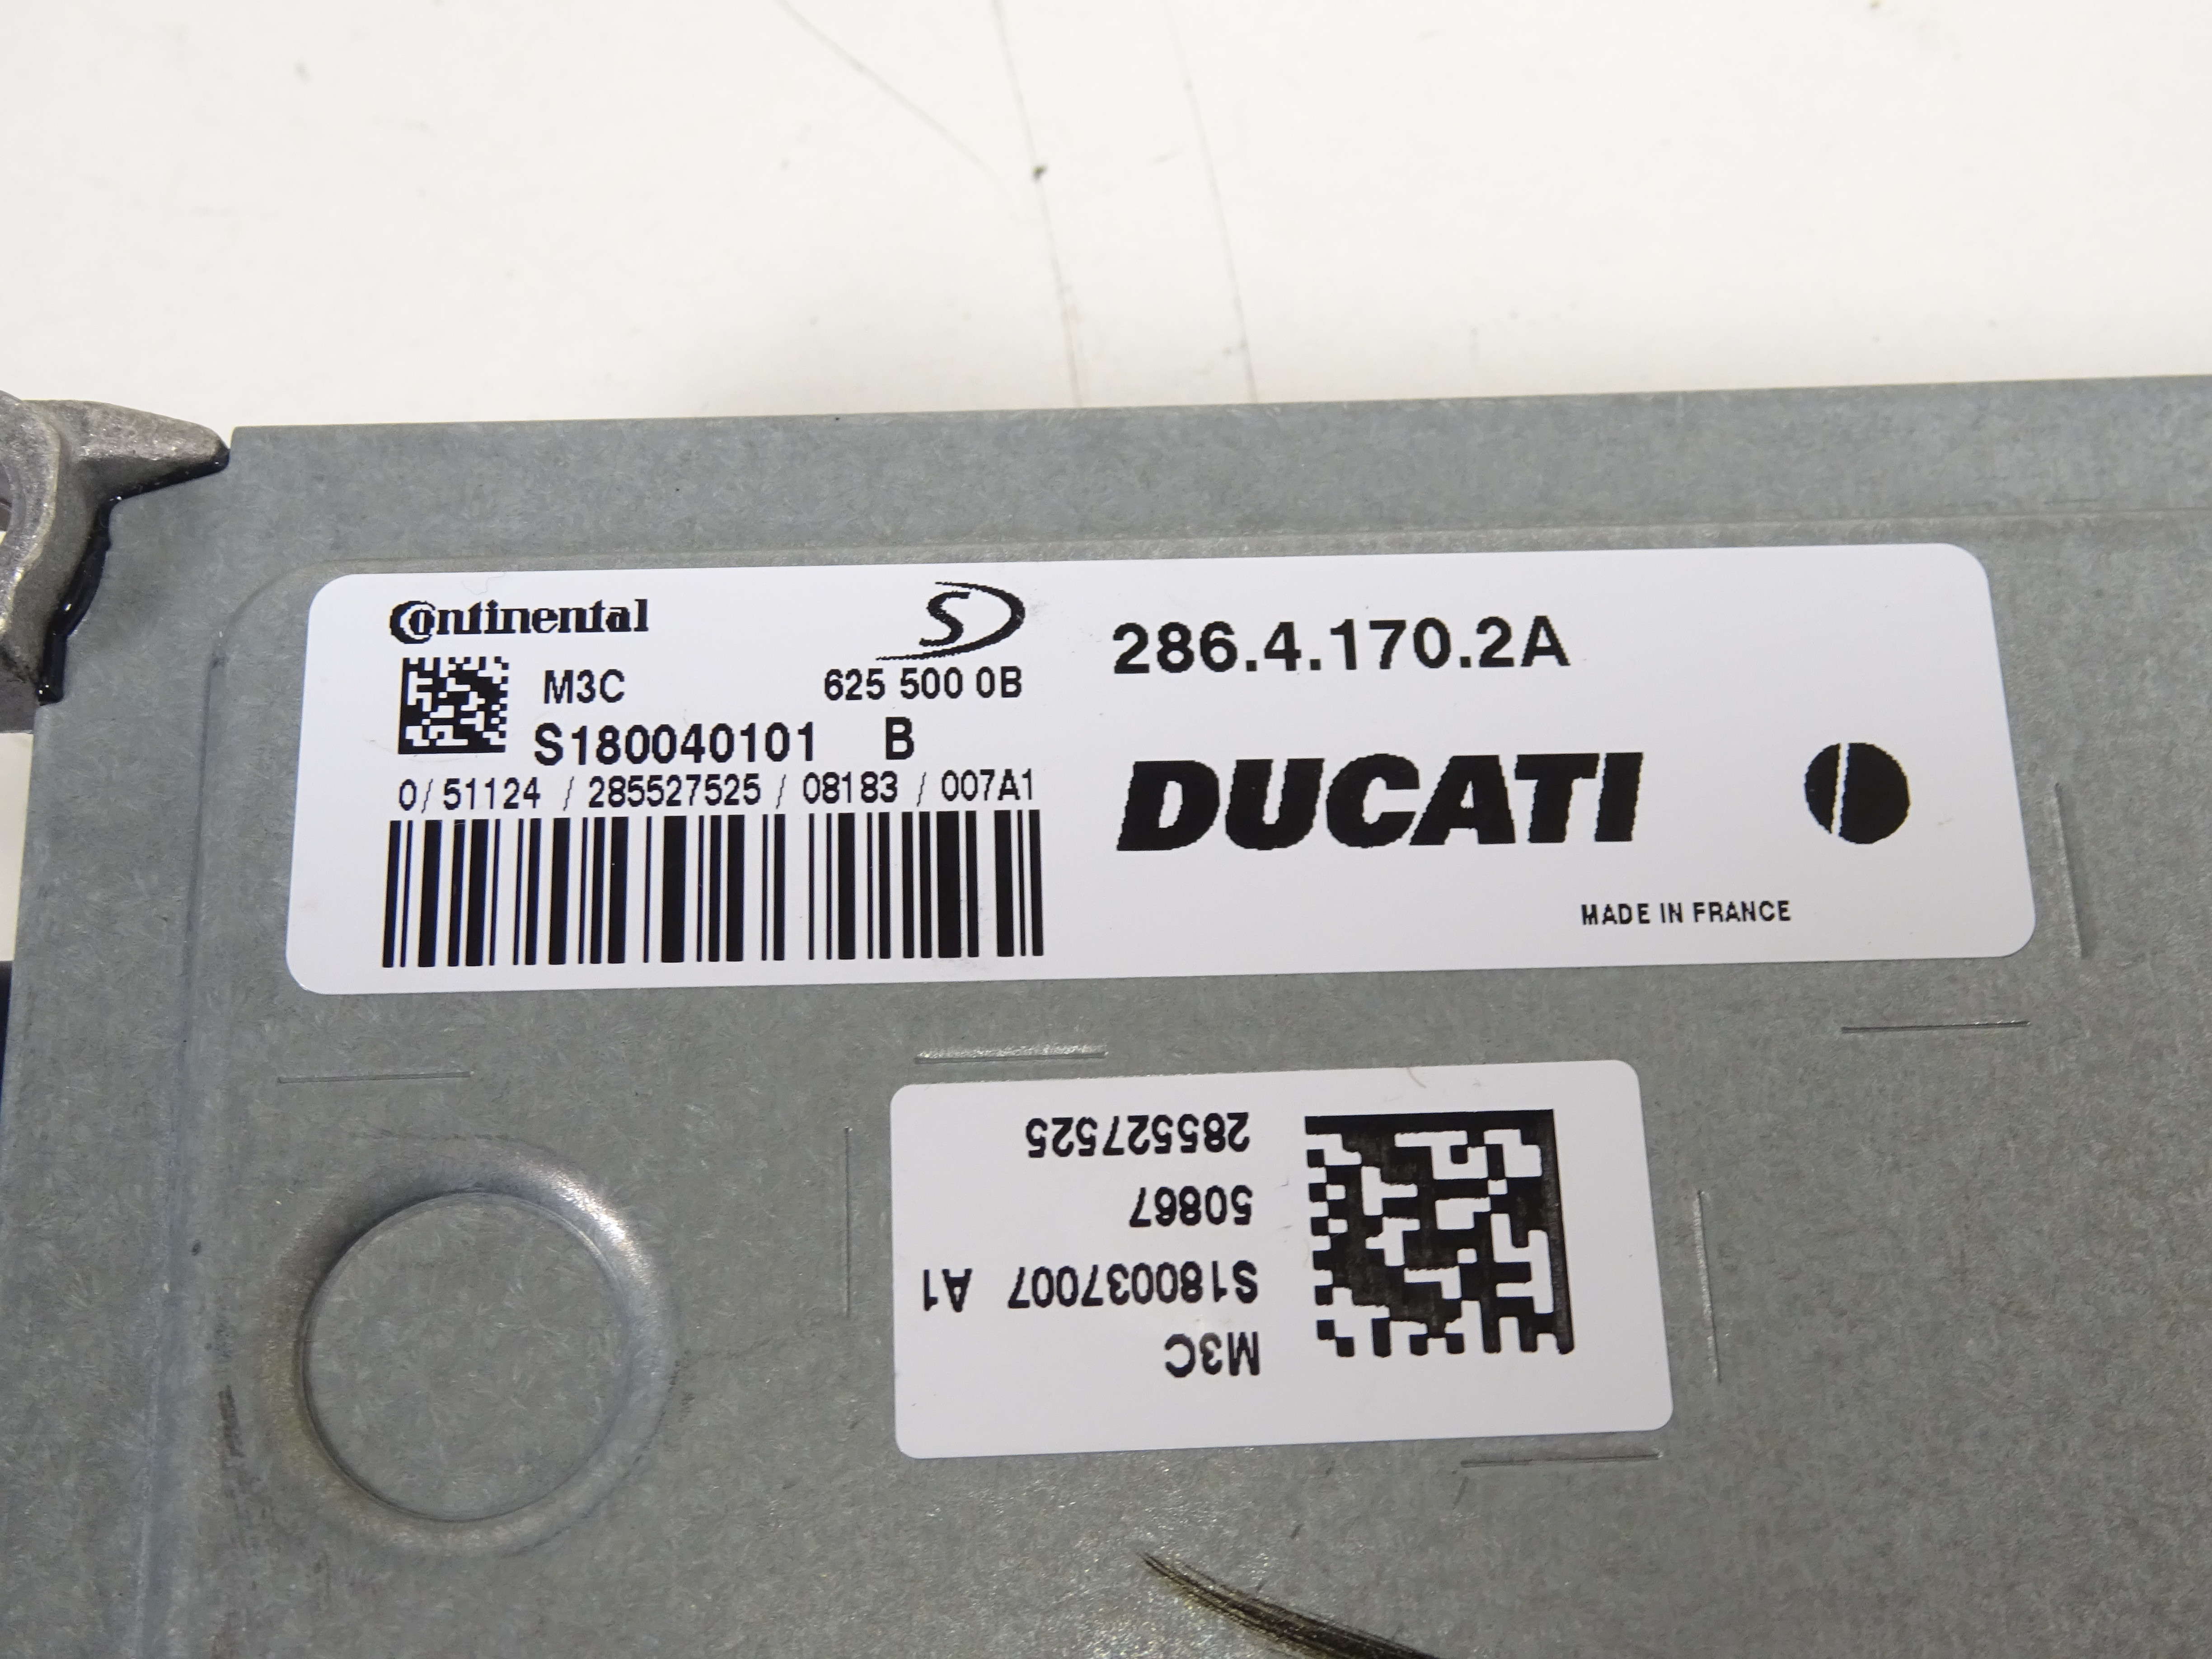 Continental
SD
M3C 625 500 0B
S180040101 B
0/ 51124 / 285527525 / 08183 / 007A1
286.4.170.2A
DUCATI
MADE IN FRANCE
M3C
S180037007 A1
50867
285527525